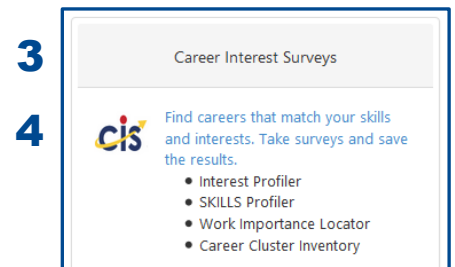 3
Career Interest Surveys
4
cis
Find careers that match your skills
and interests. Take surveys and save
the results.
• Interest Profiler
• SKILLS Profiler
• Work Importance Locator
• Career Cluster Inventory